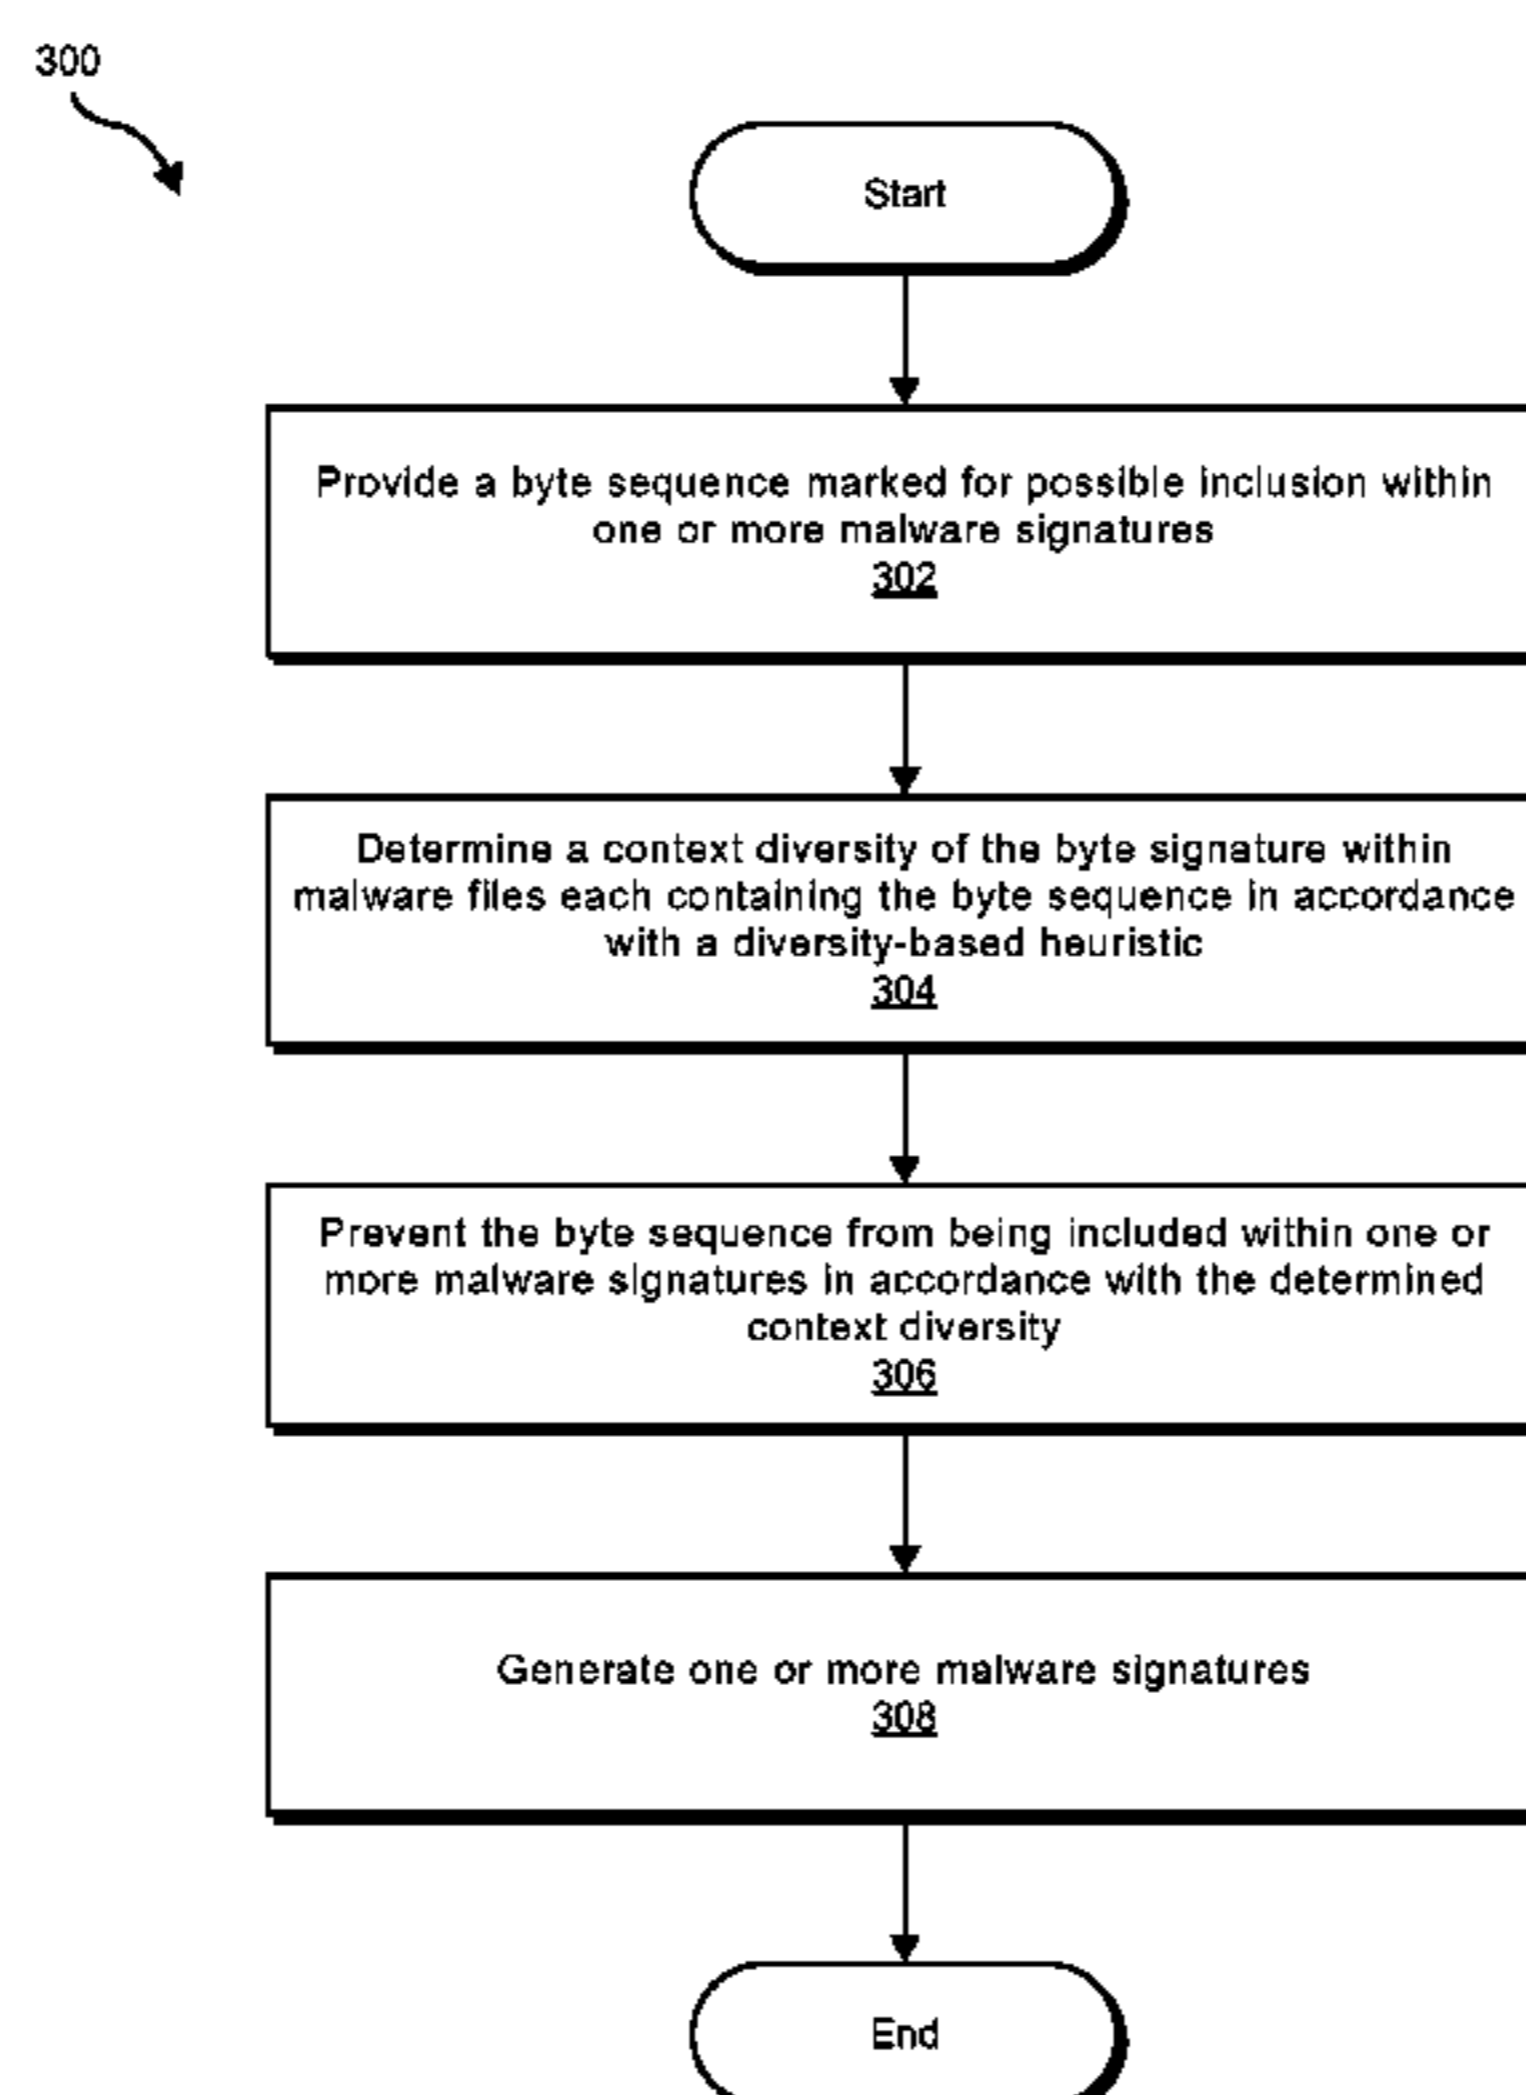 300
Start
Provide a byte sequence marked for possible inclusion within
one or more malware signatures
302
Determine a context diversity of the byte signature within
malware files each containing the byte sequence in accordance
with a diversity-based heuristic
304
Prevent the byte sequence from being included within one or
more malware signatures in accordance with the determined
context diversity
306
Generate one or more malware signatures
308
End